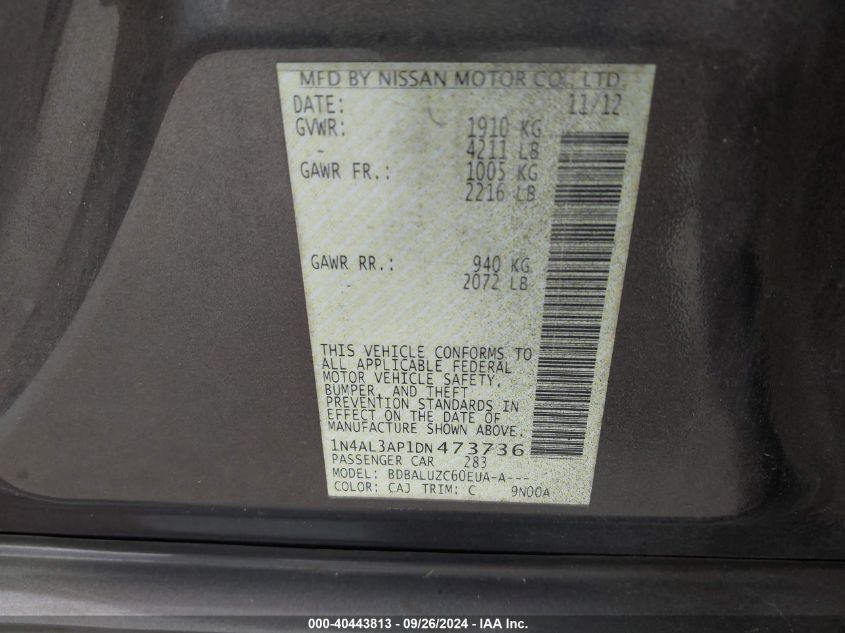 MFD BY NISSAN MOTOR CO., LTD.
DATE: 11/12
GVWR: 1910 KG
- 4211 LB
GAWR FR.: 1005 KG
2216 LB
GAWR RR.: 940 KG
- 2072 LB
THIS VEHICLE CONFORMS TO
ALL APPLICABLE FEDERAL
MOTOR VEHICLE SAFETY,
BUMPER, AND THEFT
PREVENTION STANDARDS IN
EFFECT ON THE DATE OF
MANUFACTURE SHOWN ABOVE.
1N4AL3AP1DN473736
PASSENGER CAR 283
MODEL: BDBALUZC60EUA-A---
COLOR: CAJ TRIM: C 9N00A
000-40443813 - 09/26/2024 - IAA Inc.